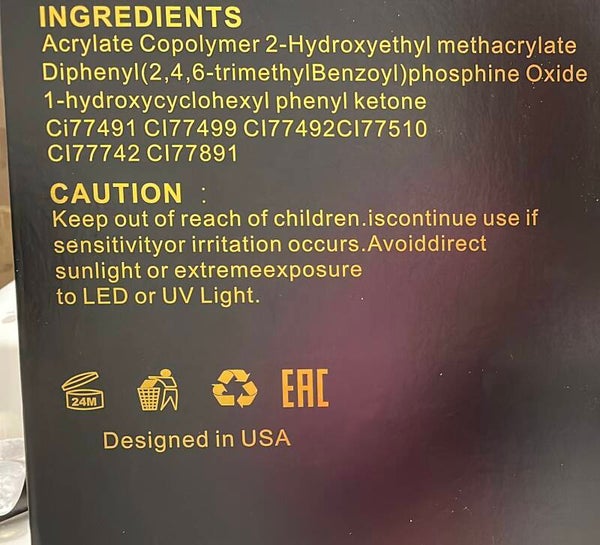 INGREDIENTS
Acrylate Copolymer 2-Hydroxyethyl methacrylate
Diphenyl(2,4,6-trimethylBenzoyl)phosphine Oxide
1-hydroxycyclohexyl phenyl ketone
Ci77491 CI77499 CI77492CI77510
CI77742 CI77891
CAUTION :
Keep out of reach of children.iscontinue use if
sensitivityor irritation occurs.Avoiddirect
sunlight or extremeexposure
to LED or UV Light.
24M EAC
Designed in USA